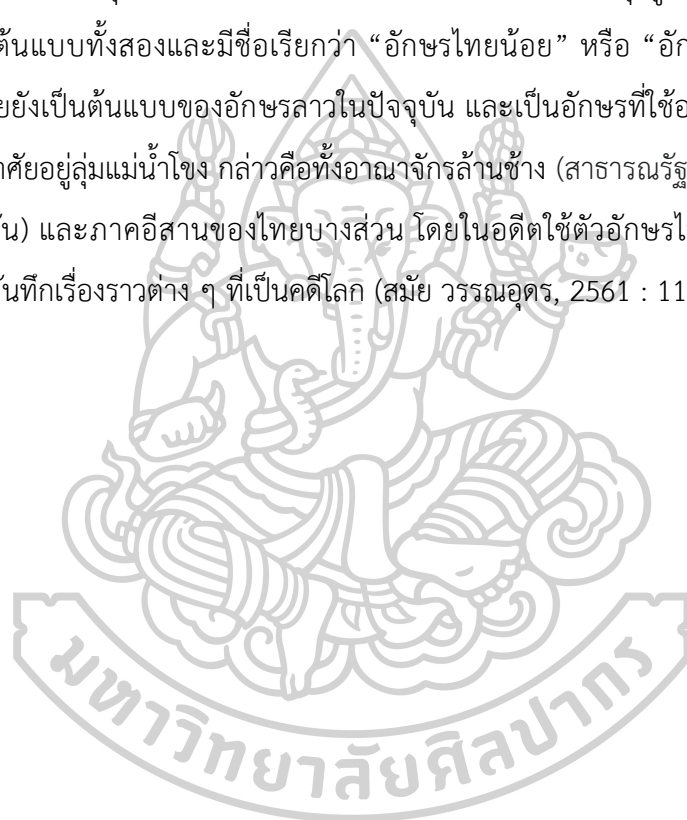 ต้นแบบทั้งสองและมีชื่อเรียกว่า “อักษรไทยน้อย” หรือ “อัก
ยยังเป็นต้นแบบของอักษรลาวในปัจจุบัน และเป็นอักษรที่ใช้อ
าศัยอยู่ลุ่มแม่น้ำโขง กล่าวคือทั้งอาณาจักรล้านช้าง (สาธารณรัฐ
ัน) และภาคอีสานของไทยบางส่วน โดยในอดีตใช้ตัวอักษรไ
ันทึกเรื่องราวต่าง ๆ ที่เป็นคดีโลก (สมัย วรรณอุดร, 2561 : 11
มหาวิทยาลัยศิลปากร